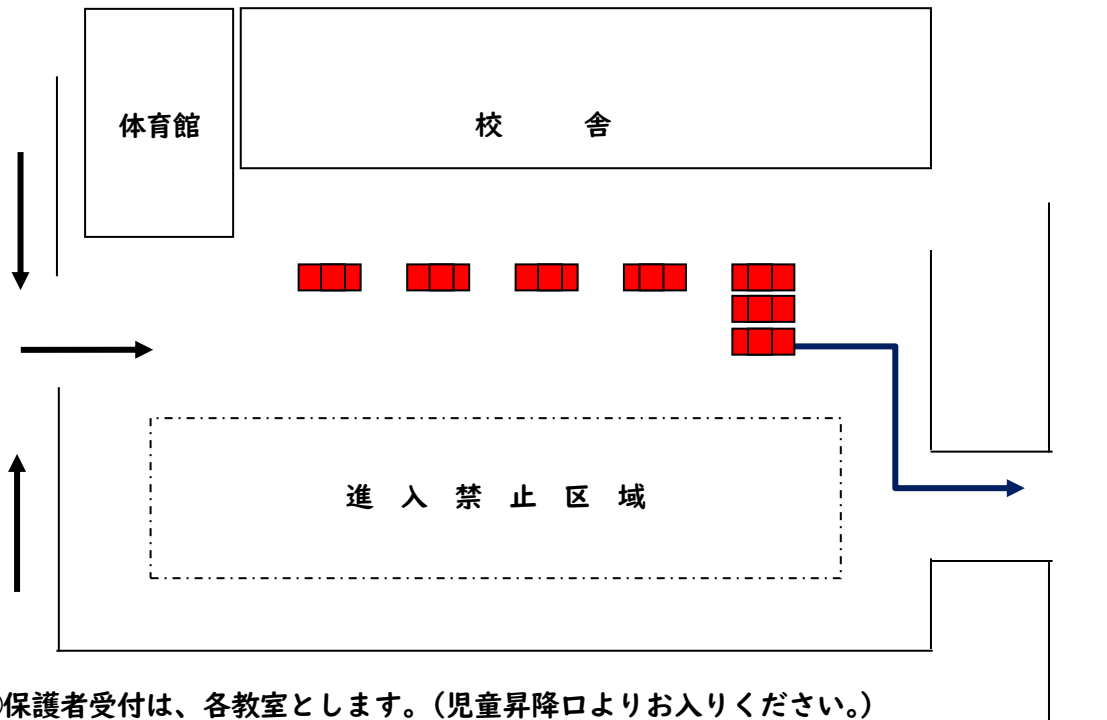 体育館
校　　舎
進 入 禁 止 区 域
保護者受付は、各教室とします。（児童昇降口よりお入りください。）